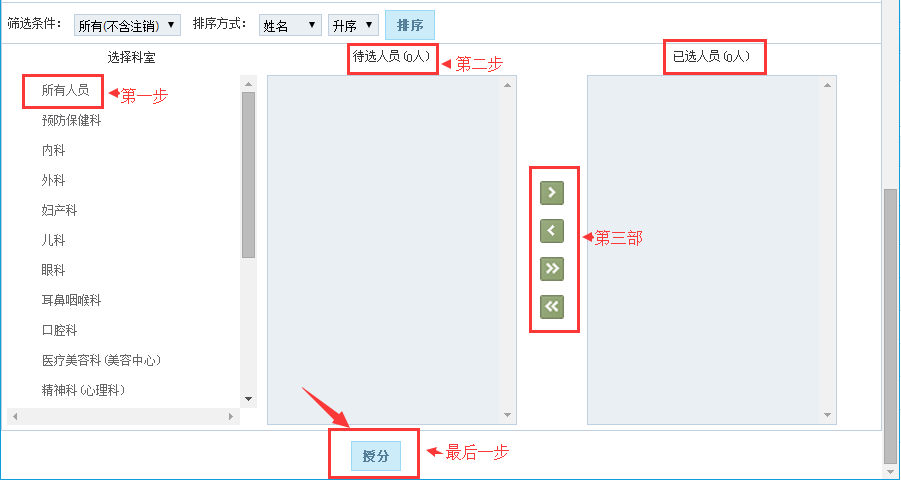 筛选条件： 所有(不含注销) 排序方式： 姓名 升序 排序
选择科室 待选人员(0人) 第二步 已选人员(0人)
所有人员 第一步
预防保健科
内科
外科
妇产科
儿科
第三部
眼科
耳鼻咽喉科
口腔科
医疗美容科(美容中心)
精神科(心理科)
授分 最后一步